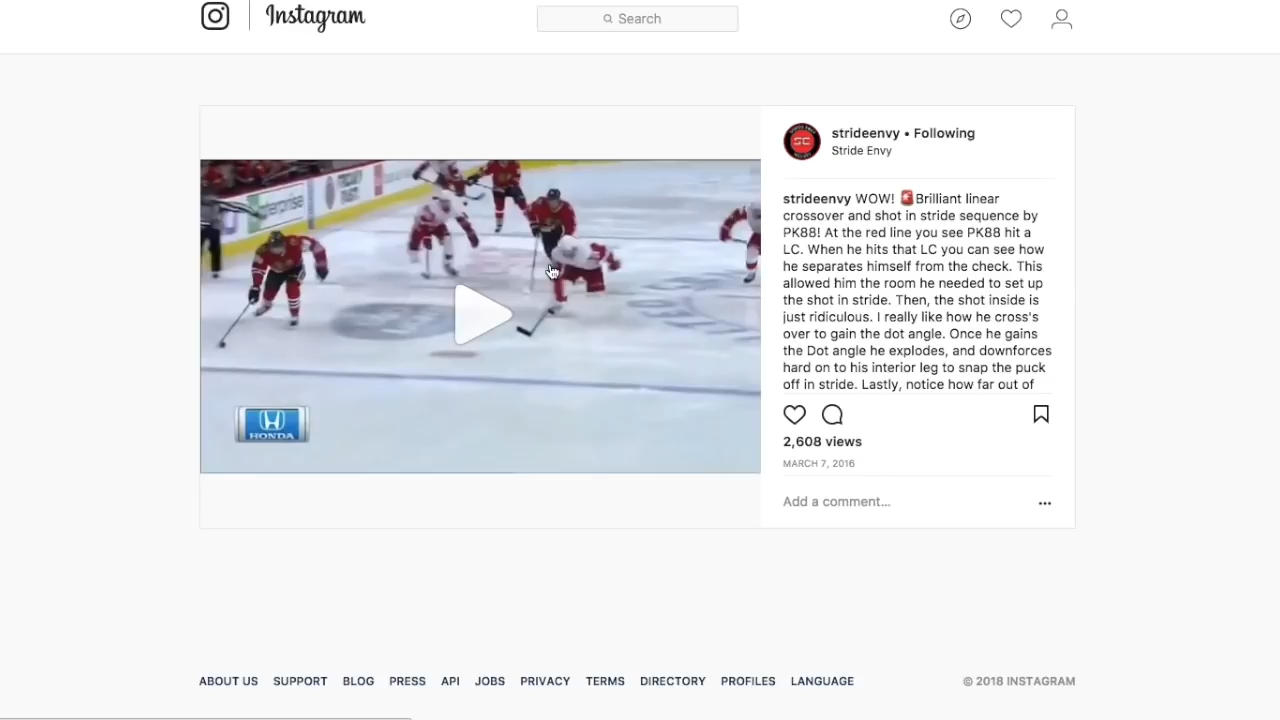 Instagram
Search
enterprise
HONDA
strideenvy • Following
Stride Envy
strideenvy WOW! 🚨Brilliant linear
crossover and shot in stride sequence by
PK88! At the red line you see PK88 hit a
LC. When he hits that LC you can see how
he separates himself from the check. This
allowed him the room he needed to set up
the shot in stride. Then, the shot inside is
just ridiculous. I really like how he cross's
over to gain the dot angle. Once he gains
the Dot angle he explodes, and downforces
hard on to his interior leg to snap the puck
off in stride. Lastly, notice how far out of
2,608 views
MARCH 7, 2016
Add a comment...
ABOUT US SUPPORT BLOG PRESS API JOBS PRIVACY TERMS DIRECTORY PROFILES LANGUAGE © 2018 INSTAGRAM